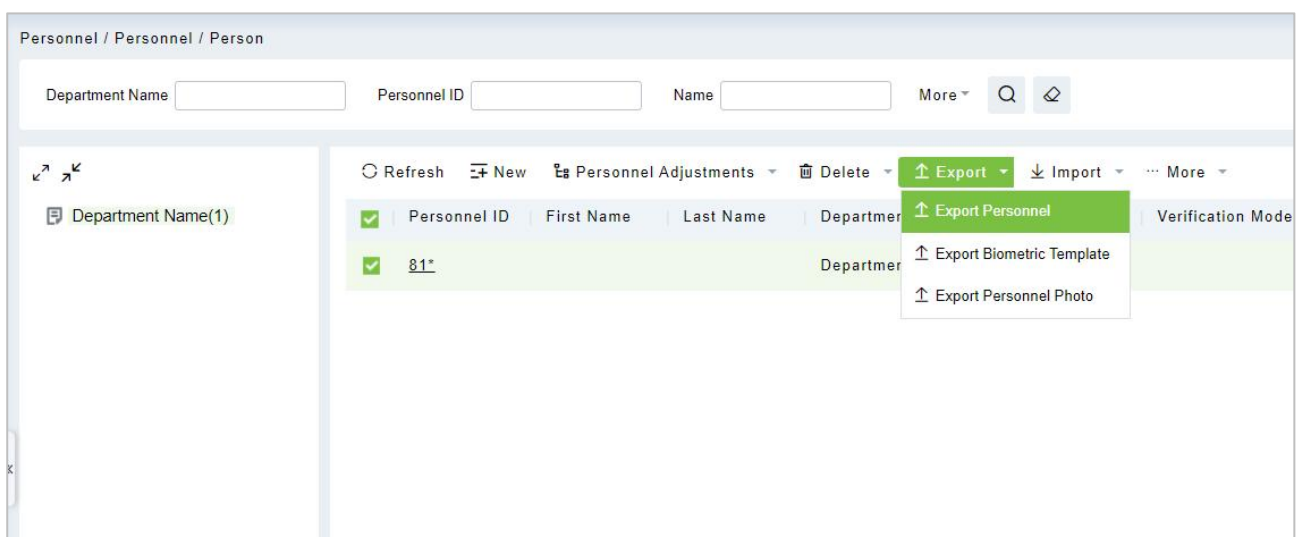 Personnel / Personnel / Person
Department Name Personnel ID Name More
Refresh New Personnel Adjustments Delete Export Import ··· More
Department Name(1)
Personnel ID First Name Last Name Departmer Verification Mode
Export Personnel
81* Departmer
Export Biometric Template
Export Personnel Photo